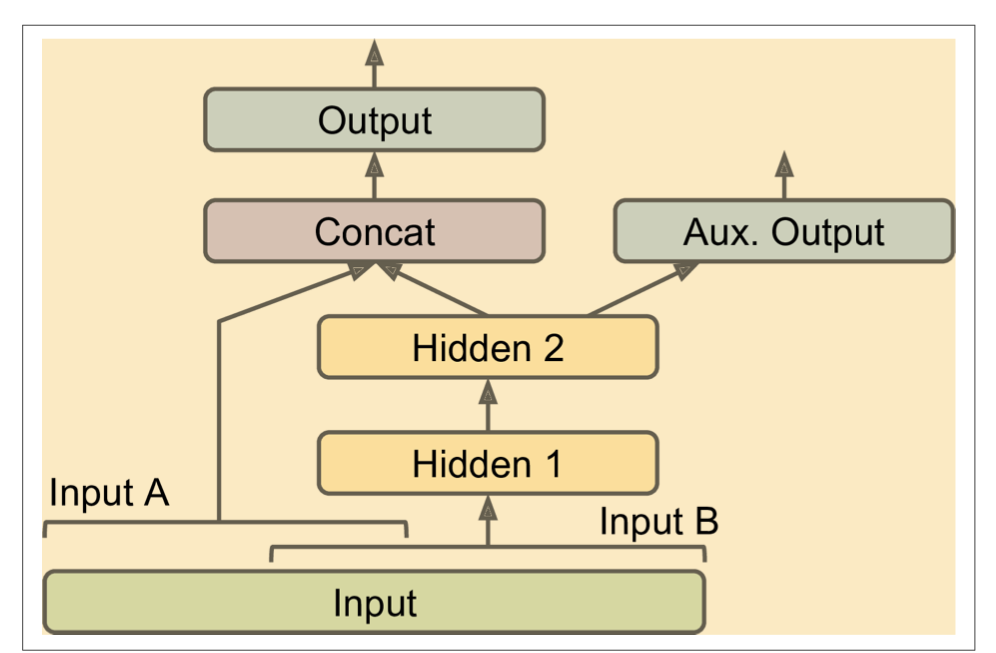 Output
Concat
Aux. Output
Hidden 2
Hidden 1
Input A
Input B
Input